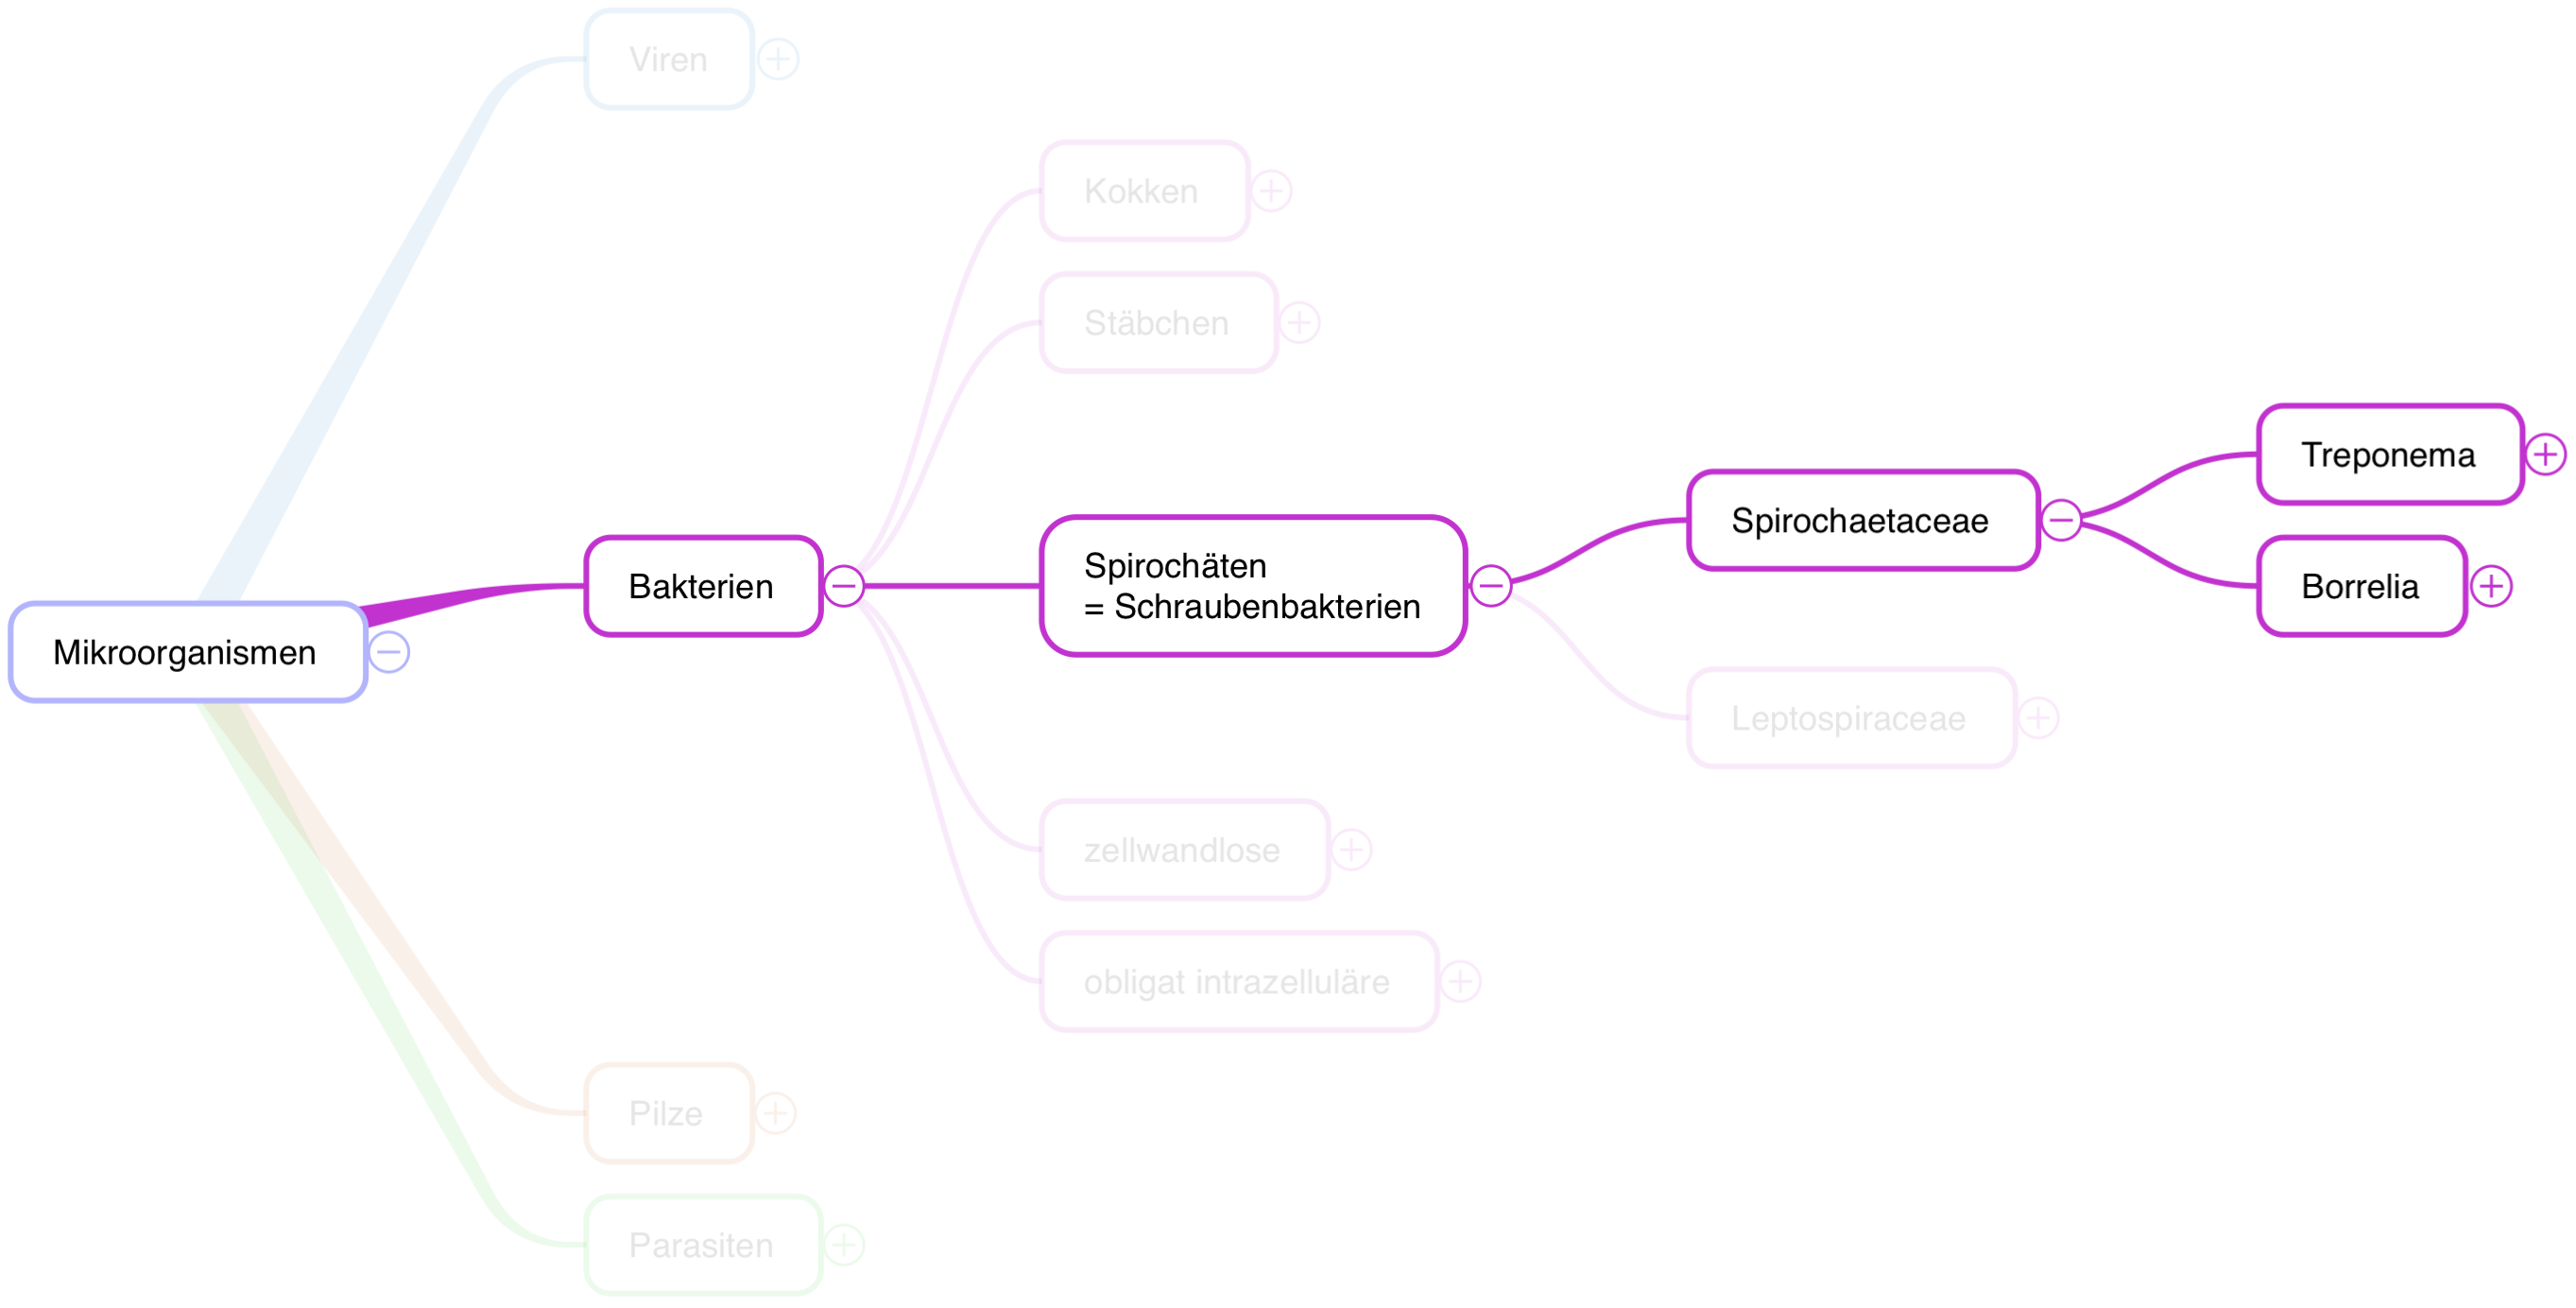 Viren
Kokken
Stäbchen
Treponema
Spirochaetaceae
Spirochäten
= Schraubenbakterien
Bakterien
Borrelia
Mikroorganismen
Leptospiraceae
zellwandlose
obligat intrazelluläre
Pilze
Parasiten